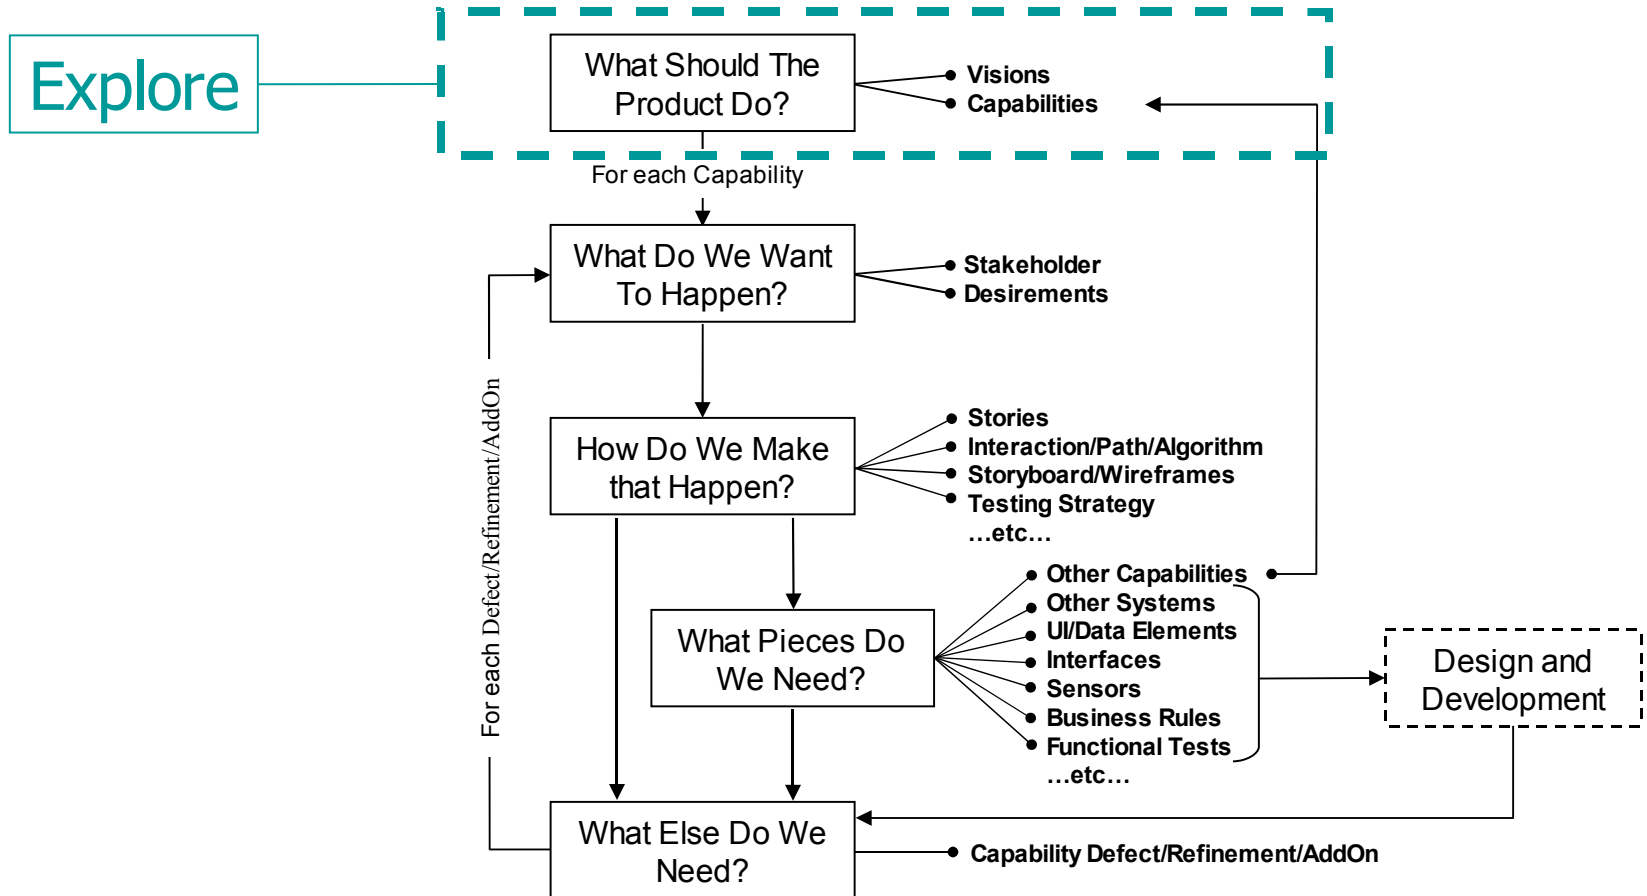 Explore
What Should The
Product Do?
Visions
Capabilities
For each Capability
What Do We Want
To Happen?
Stakeholder
Desirements
For each Defect/Refinement/AddOn
How Do We Make
that Happen?
Stories
Interaction/Path/Algorithm
Storyboard/Wireframes
Testing Strategy
…etc…
What Pieces Do
We Need?
Other Capabilities
Other Systems
UI/Data Elements
Interfaces
Sensors
Business Rules
Functional Tests
…etc…
Design and
Development
What Else Do We
Need?
Capability Defect/Refinement/AddOn